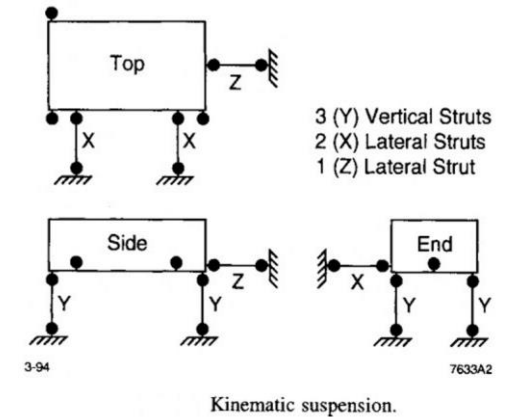 Top
Z
X X
3 (Y) Vertical Struts
2 (X) Lateral Struts
1 (Z) Lateral Strut
Side
Z
Y Y
End
X
Y Y
3-94
7633A2
Kinematic suspension.